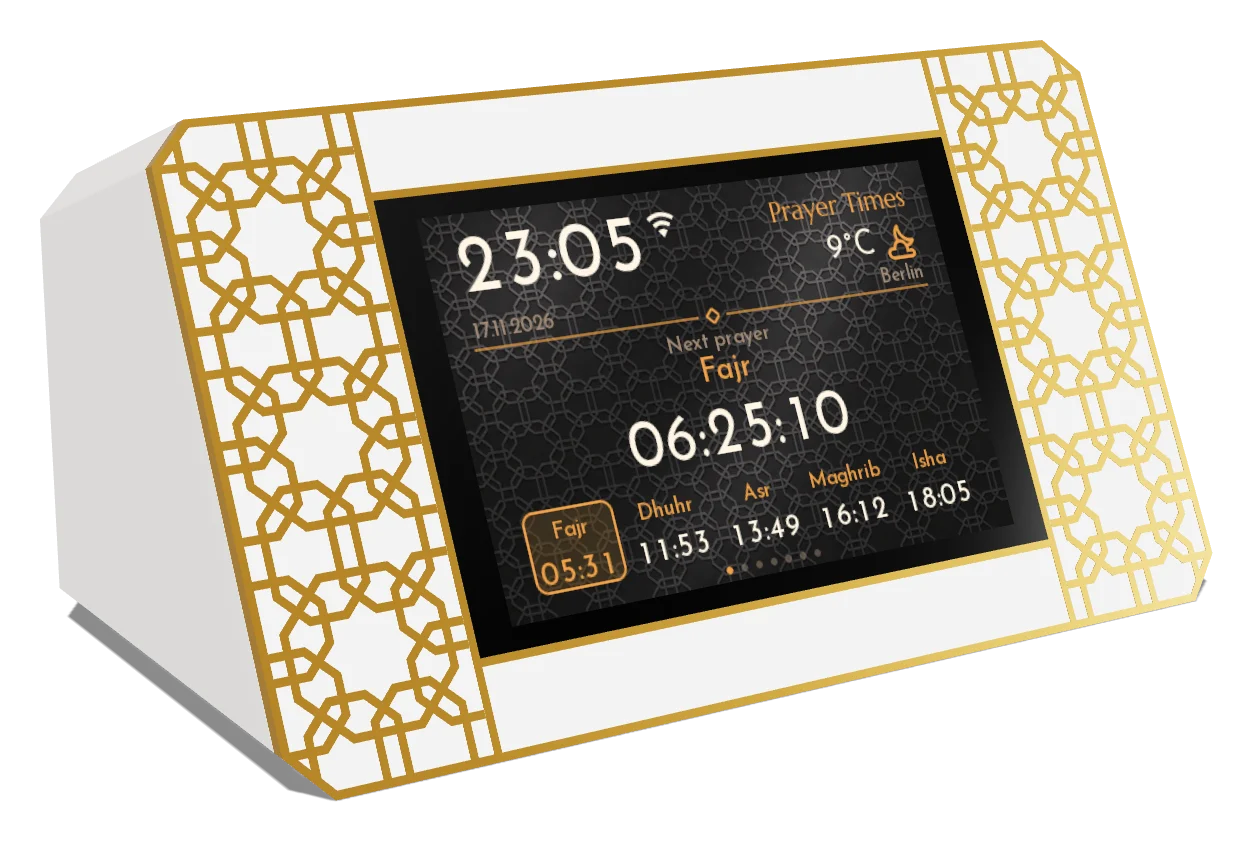 23:05
Prayer Times
9°C
Berlin
17.11.2026
Next prayer
Fajr
06:25:10
Fajr Dhuhr Asr Maghrib Isha
05:31 11:53 13:49 16:12 18:05